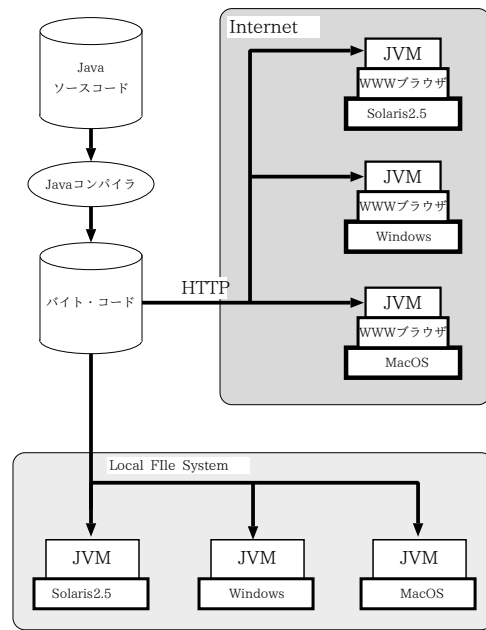 Java
ソースコード
Javaコンパイラ
バイト・コード
HTTP
Internet
JVM
WWWブラウザ
Solaris2.5
JVM
WWWブラウザ
Windows
JVM
WWWブラウザ
MacOS
Local FIle System
JVM
Solaris2.5
JVM
Windows
JVM
MacOS